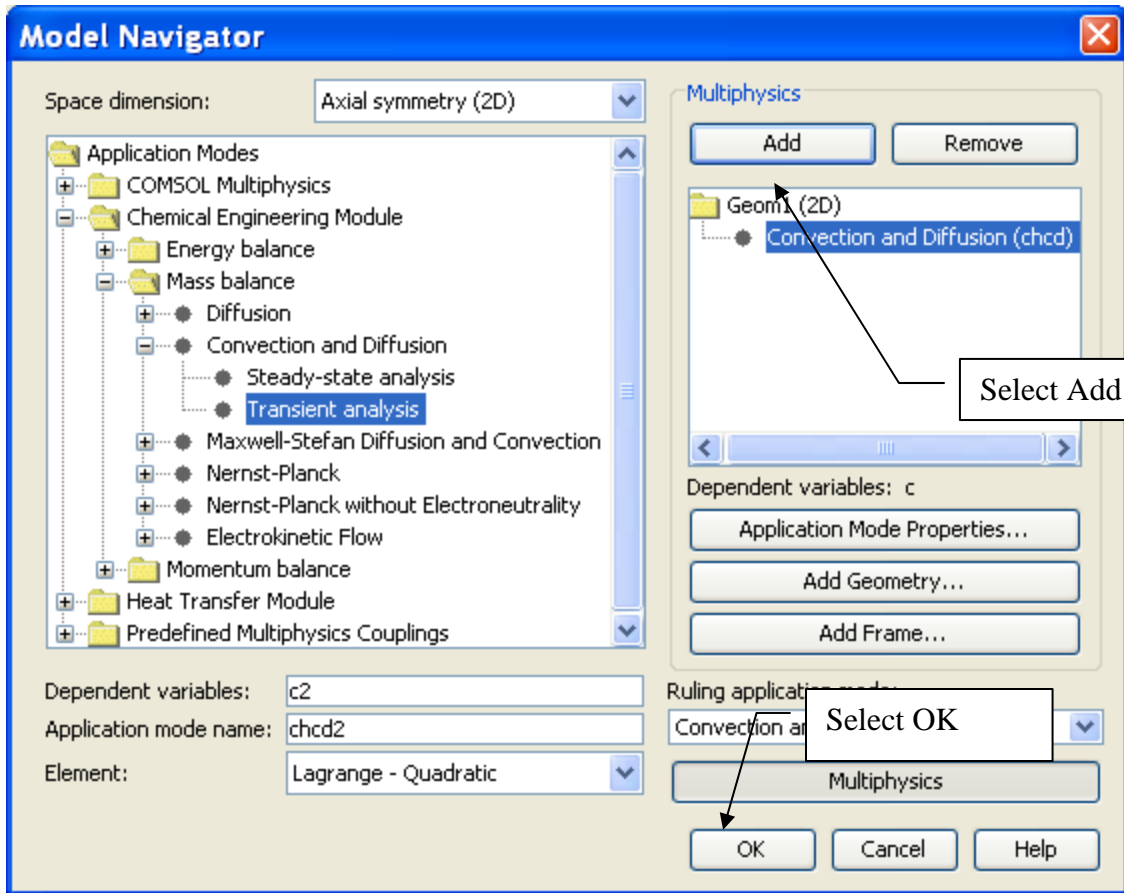 Model Navigator
Space dimension:
Axial symmetry (2D)
Application Modes
COMSOL Multiphysics
Chemical Engineering Module
Energy balance
Mass balance
Diffusion
Convection and Diffusion
Steady-state analysis
Transient analysis
Maxwell-Stefan Diffusion and Convection
Nernst-Planck
Nernst-Planck without Electroneutrality
Electrokinetic Flow
Momentum balance
Heat Transfer Module
Predefined Multiphysics Couplings
Dependent variables: c2
Application mode name: chcd2
Element: Lagrange - Quadratic
Multiphysics
Add
Remove
Geom1 (2D)
Convection and Diffusion (chcd)
Select Add
Dependent variables: c
Application Mode Properties...
Add Geometry...
Add Frame...
Ruling application mode:
Convection
Select OK
Multiphysics
OK
Cancel
Help